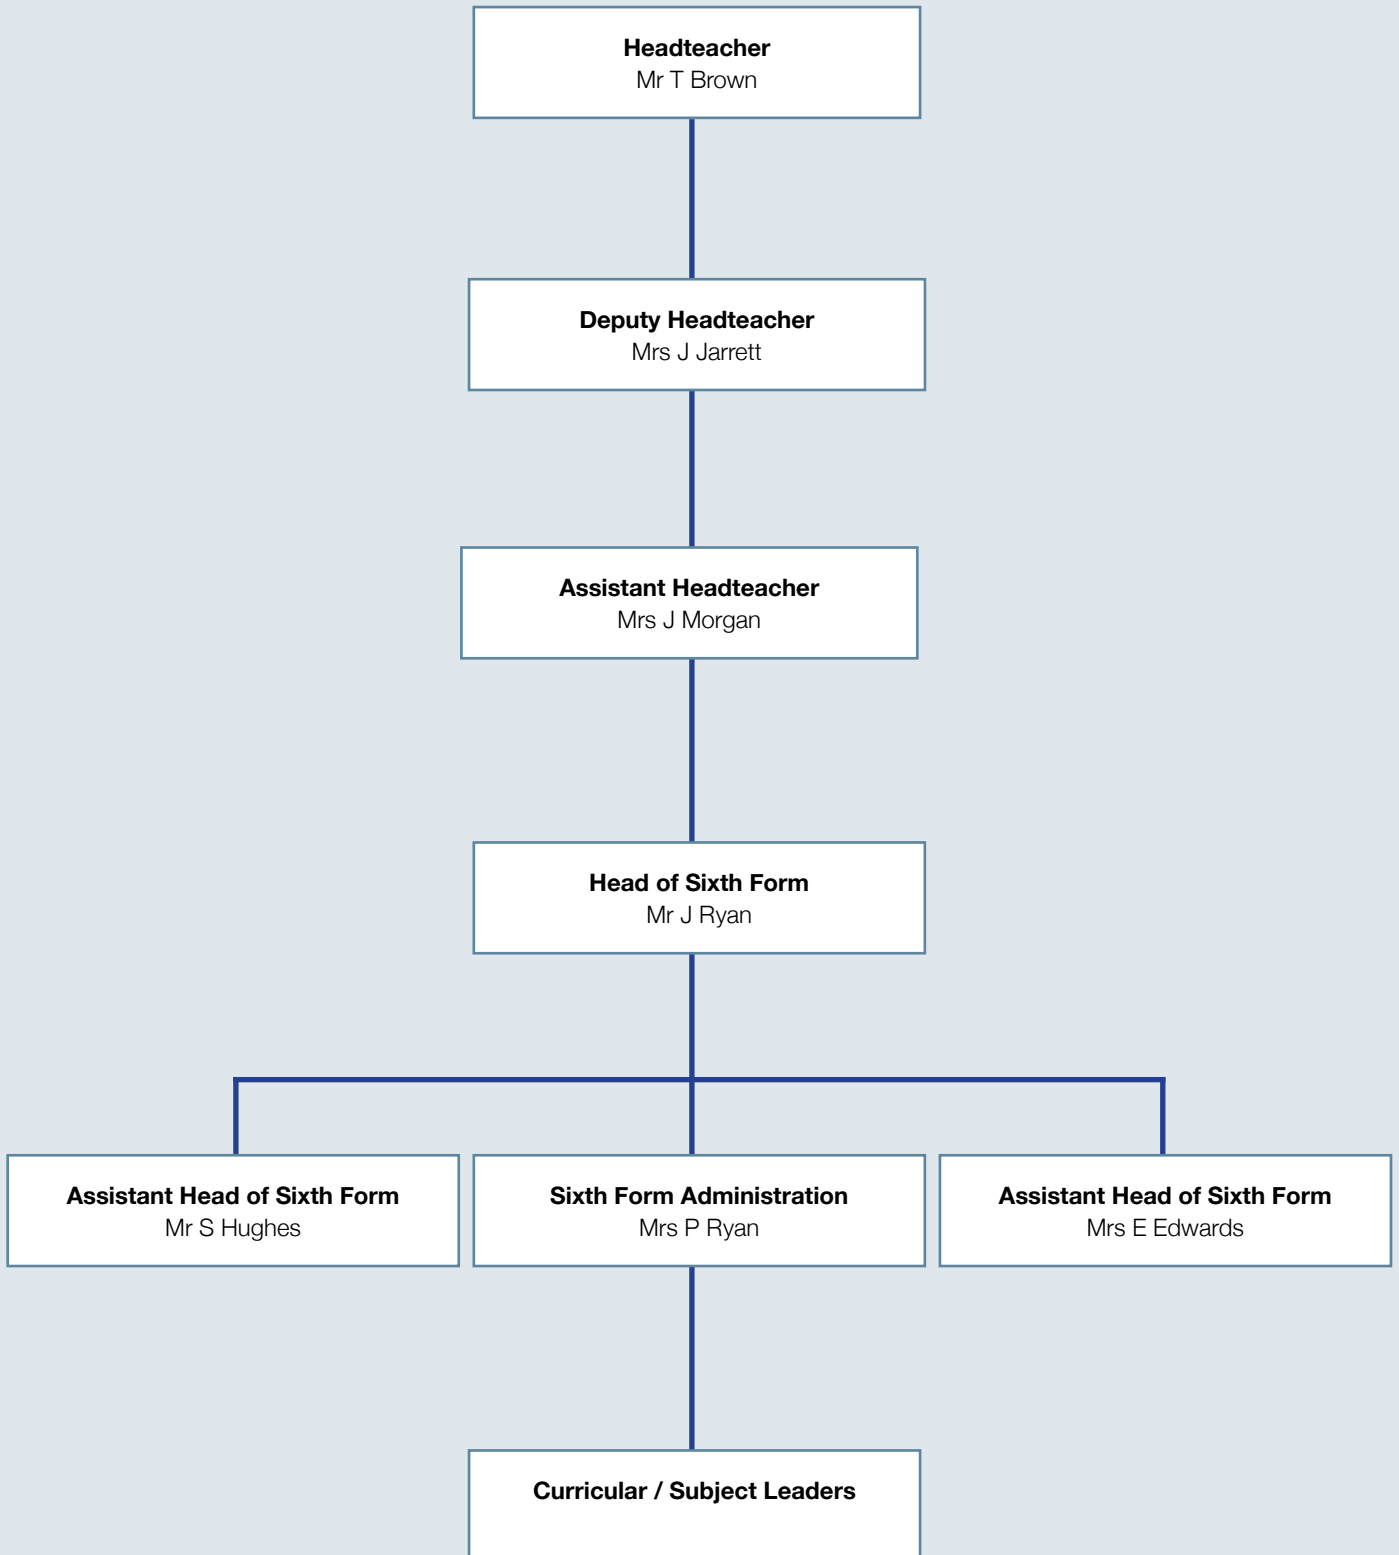 Headteacher
Mr T Brown
Deputy Headteacher
Mrs J Jarrett
Assistant Headteacher
Mrs J Morgan
Head of Sixth Form
Mr J Ryan
Assistant Head of Sixth Form
Mr S Hughes
Sixth Form Administration
Mrs P Ryan
Assistant Head of Sixth Form
Mrs E Edwards
Curricular / Subject Leaders